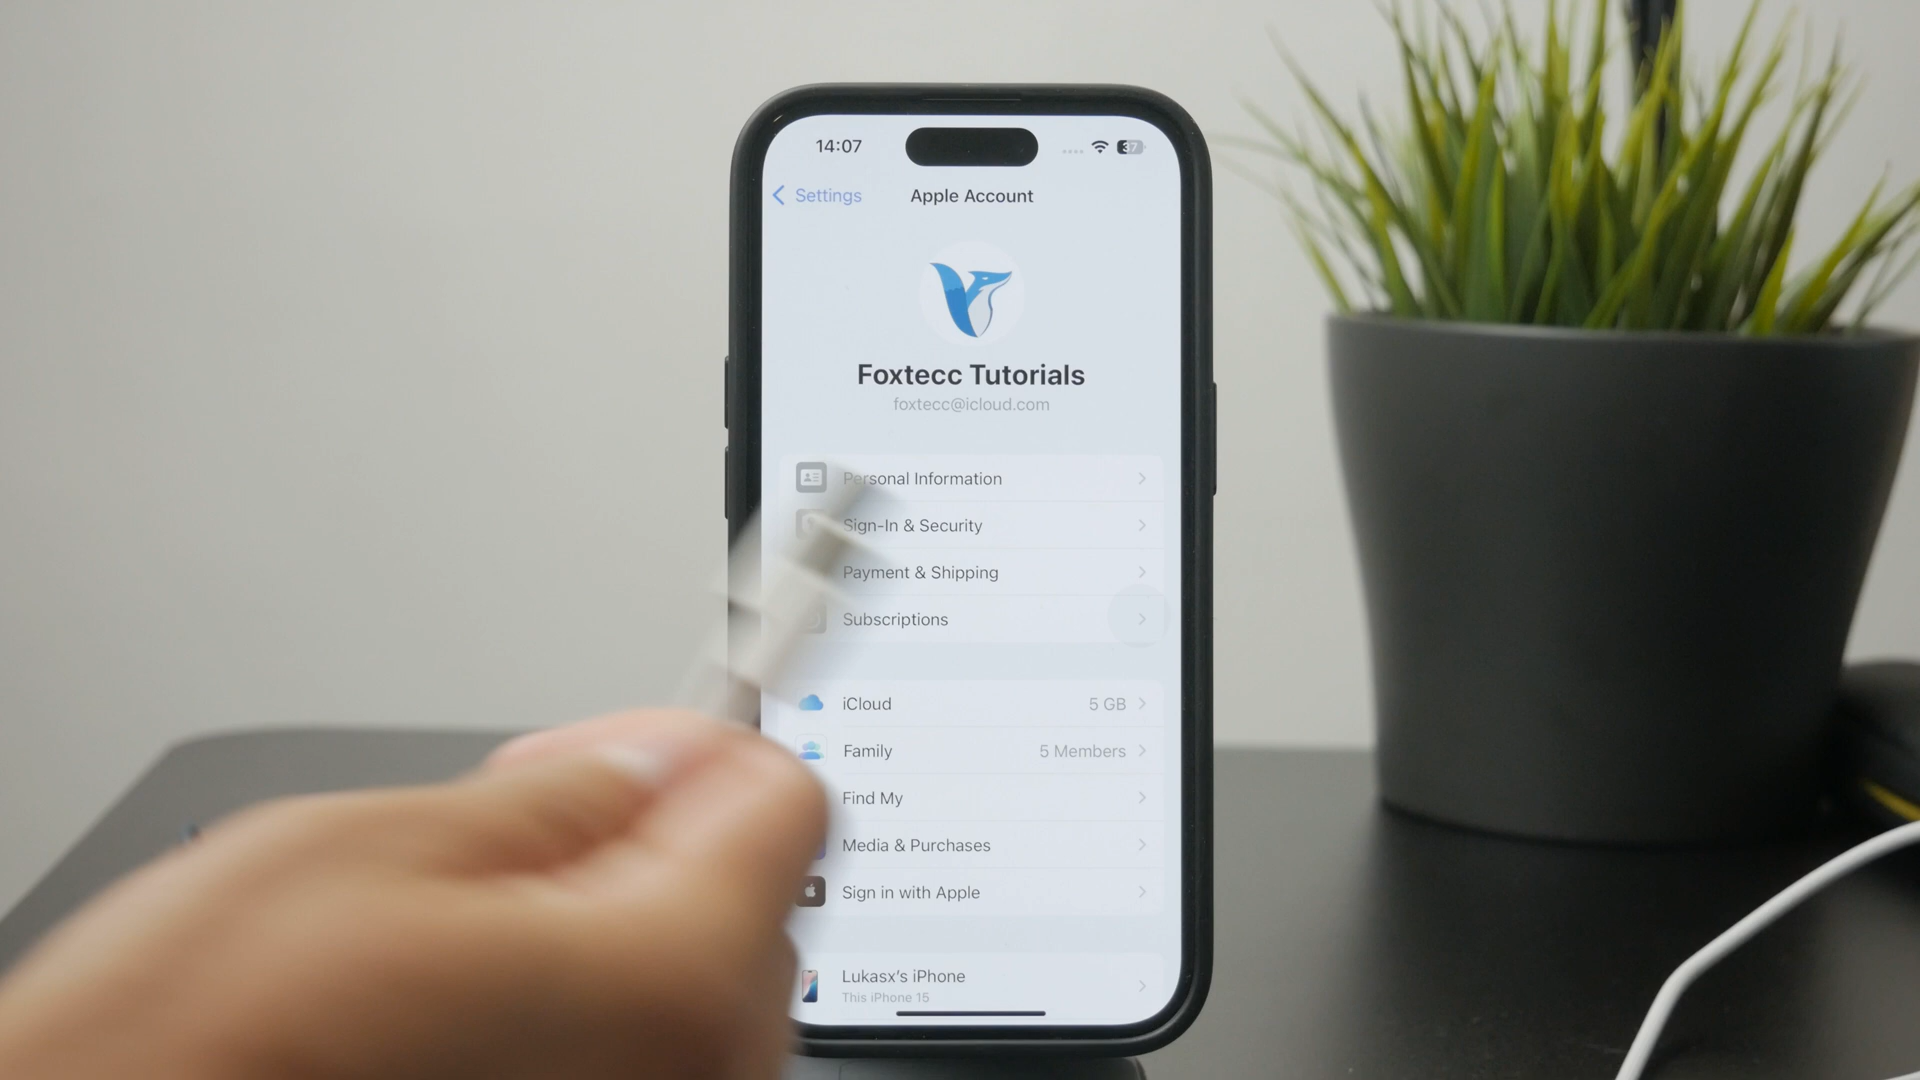 14:07
37
Settings
Apple Account
Foxtecc Tutorials
foxtecc@icloud.com
Personal Information
Sign-In & Security
Payment & Shipping
Subscriptions
iCloud 5 GB
Family 5 Members
Find My
Media & Purchases
Sign in with Apple
Lukasx's iPhone
This iPhone 15